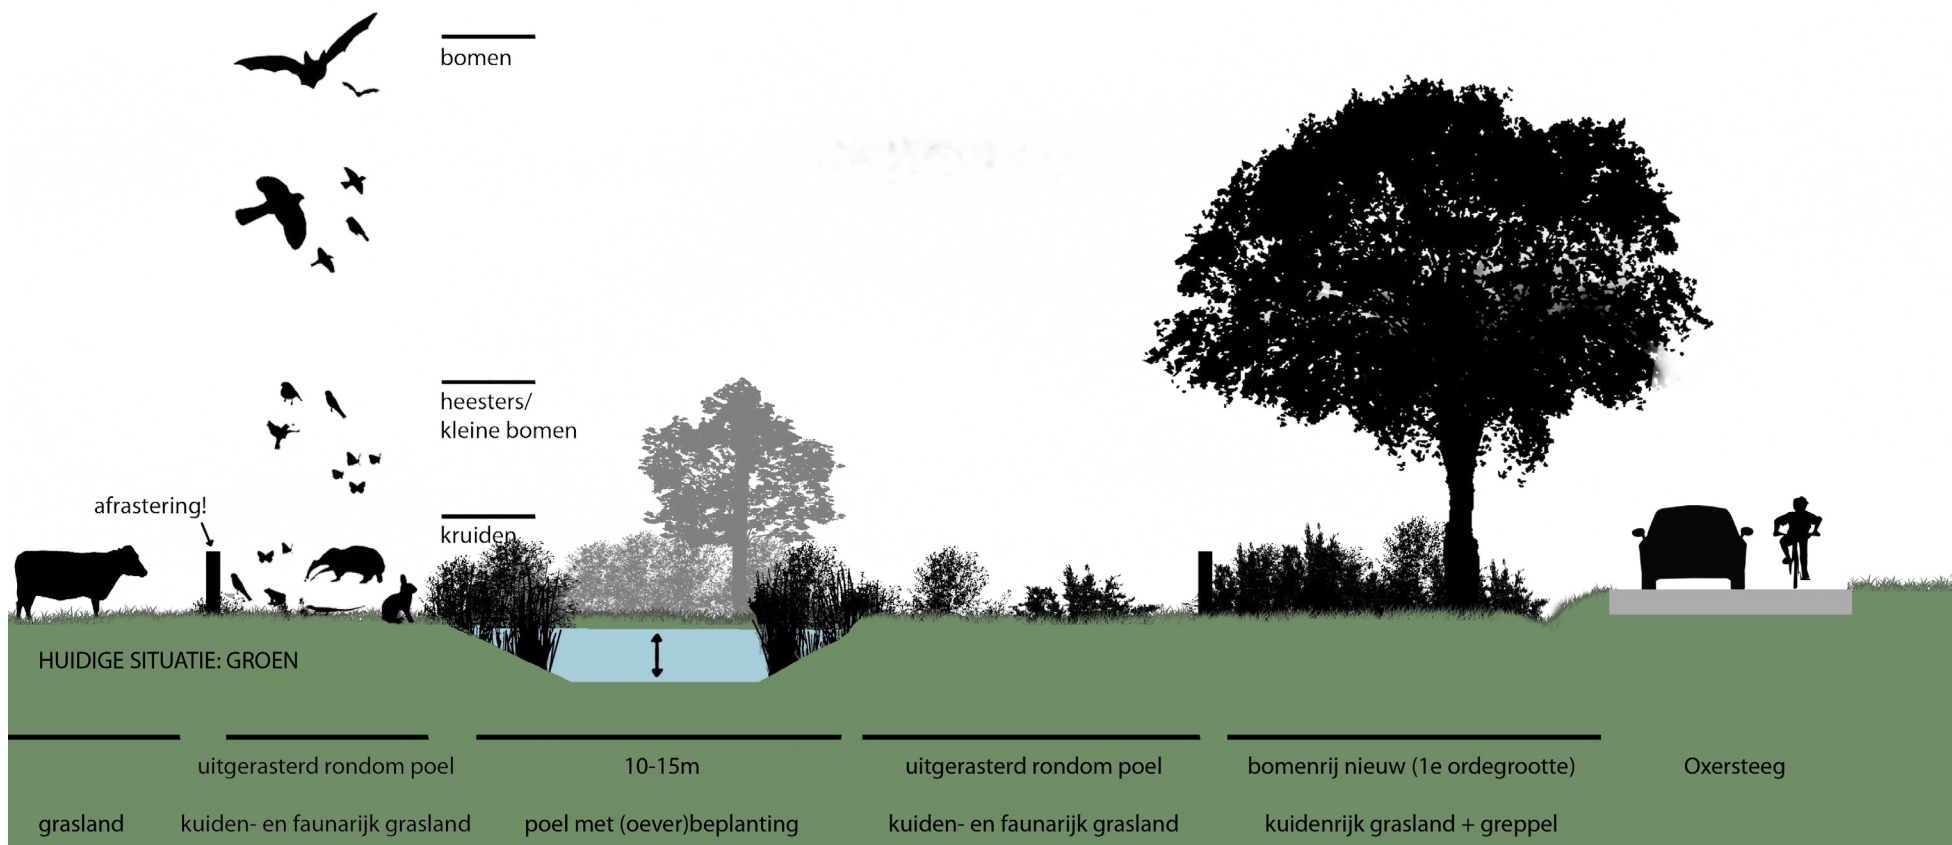 bomen
heesters/
kleine bomen
afrastering!
kruiden
HUIDIGE SITUATIE: GROEN
uitgerasterd rondom poel
10-15m
uitgerasterd rondom poel
bomenrij nieuw (1e ordegrootte)
Oxersteeg
grasland
kuiden- en faunarijk grasland
poel met (oever)beplanting
kuiden- en faunarijk grasland
kuidenrijk grasland + greppel